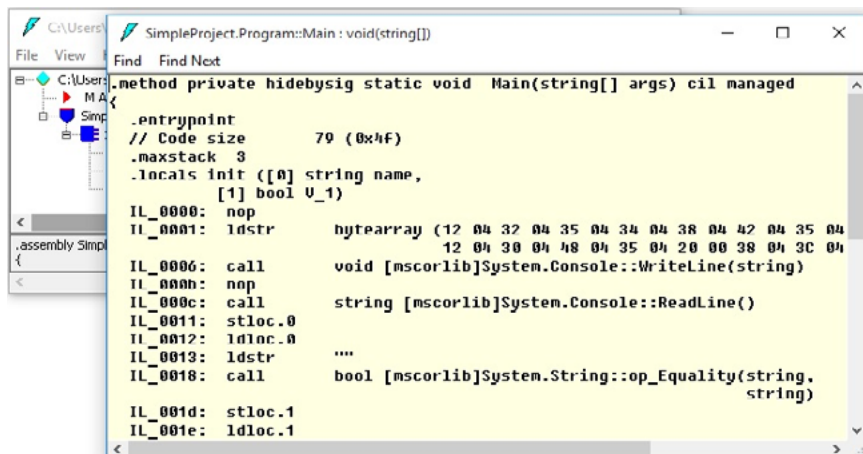 C:\Users\
File View
C:\Users
M A
Simp
.assembly Simpl
{
SimpleProject.Program::Main : void(string[])
Find Find Next
.method private hidebysig static void Main(string[] args) cil managed
{
.entrypoint
// Code size 79 (0x4f)
.maxstack 3
.locals init ([0] string name,
[1] bool V_1)
IL_0000: nop
IL_0001: ldstr bytearray (12 04 32 04 35 04 34 04 38 04 42 04 35 04
12 04 30 04 48 04 35 04 20 00 38 04 3C 04
IL_0006: call void [mscorlib]System.Console::WriteLine(string)
IL_000b: nop
IL_000c: call string [mscorlib]System.Console::ReadLine()
IL_0011: stloc.0
IL_0012: ldloc.0
IL_0013: ldstr ""
IL_0018: call bool [mscorlib]System.String::op_Equality(string,
string)
IL_001d: stloc.1
IL_001e: ldloc.1